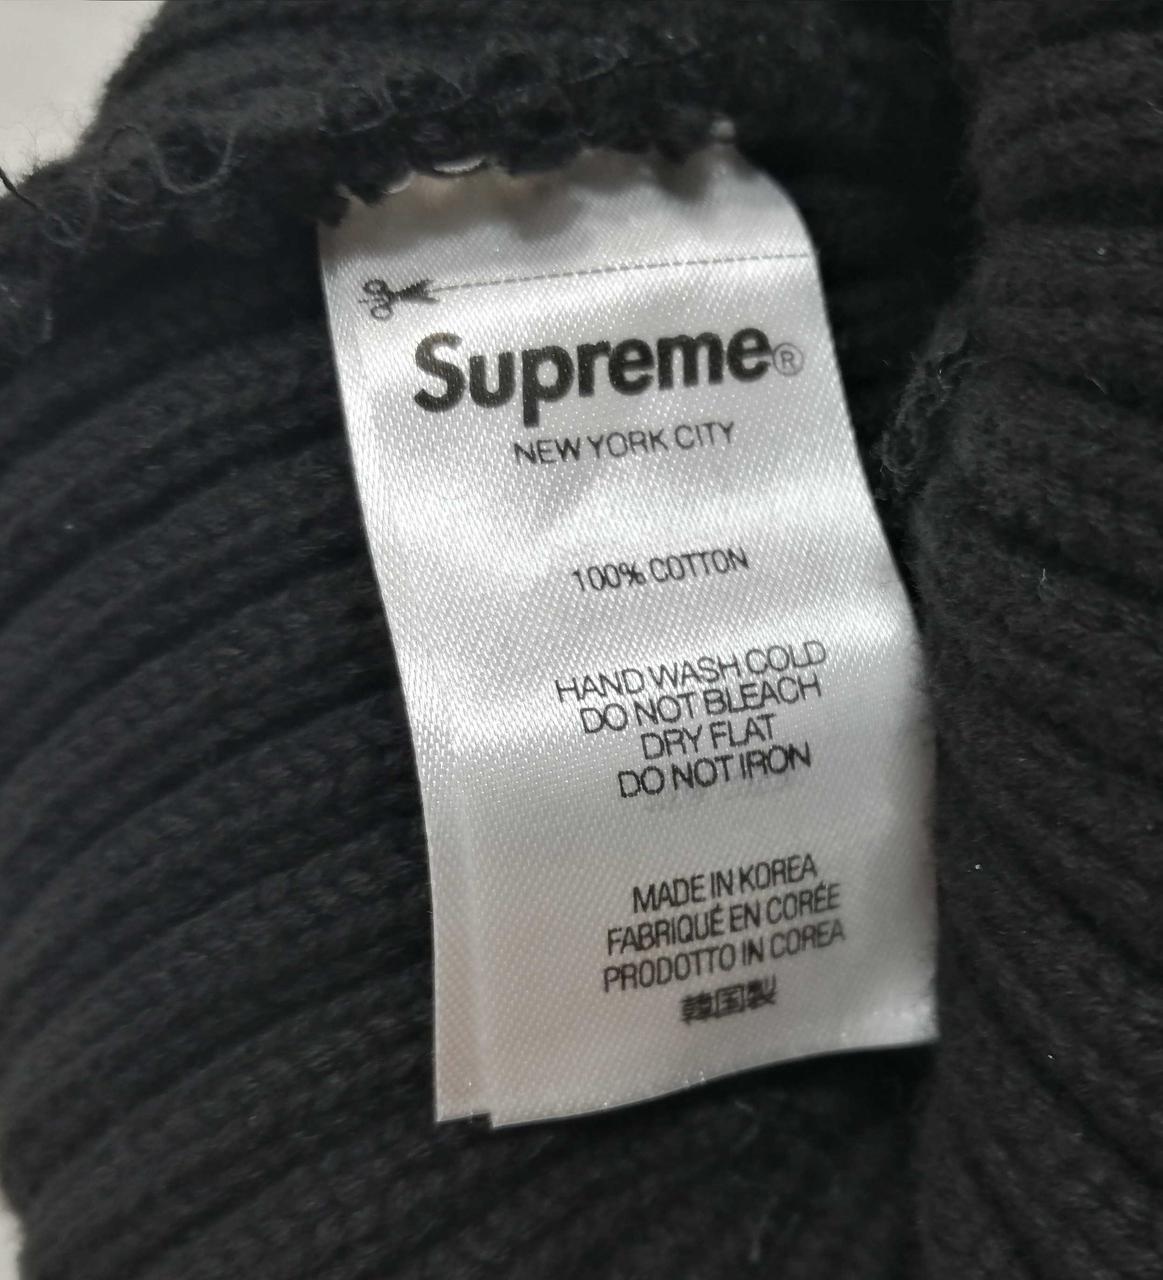 Supreme®
NEW YORK CITY
100% COTTON
HAND WASH COLD
DO NOT BLEACH
DRY FLAT
DO NOT IRON
MADE IN KOREA
FABRIQUÉ EN CORÉE
PRODOTTO IN COREA
韓国製